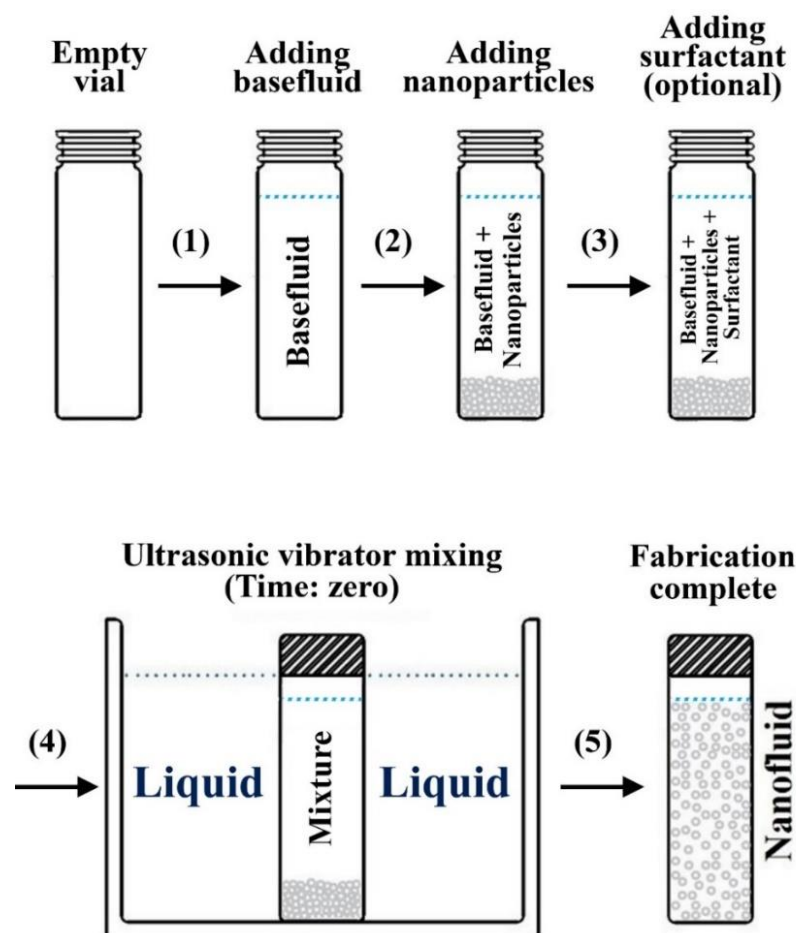 Empty
vial
Adding
basefluid
Adding
nanoparticles
Adding
surfactant
(optional)
(1)
(2)
(3)
Basefluid
Basefluid +
Nanoparticles
Basefluid +
Nanoparticles +
Surfactant
Ultrasonic vibrator mixing
(Time: zero)
Fabrication
complete
(4)
Liquid
Mixture
Liquid
(5)
Nanofluid